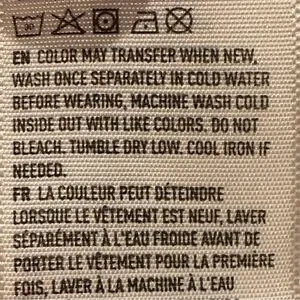 EN COLOR MAY TRANSFER WHEN NEW,
WASH ONCE SEPARATELY IN COLD WATER
BEFORE WEARING, MACHINE WASH COLD
INSIDE OUT WITH LIKE COLORS. DO NOT
BLEACH. TUMBLE DRY LOW. COOL IRON IF
NEEDED.
FR LA COULEUR PEUT DÉTEINDRE
LORSQUE LE VÊTEMENT EST NEUF, LAVER
SÉPARÉMENT À L'EAU FROIDE AVANT DE
PORTER LE VÊTEMENT POUR LA PREMIÈRE
FOIS, LAVER À LA MACHINE À L'EAU